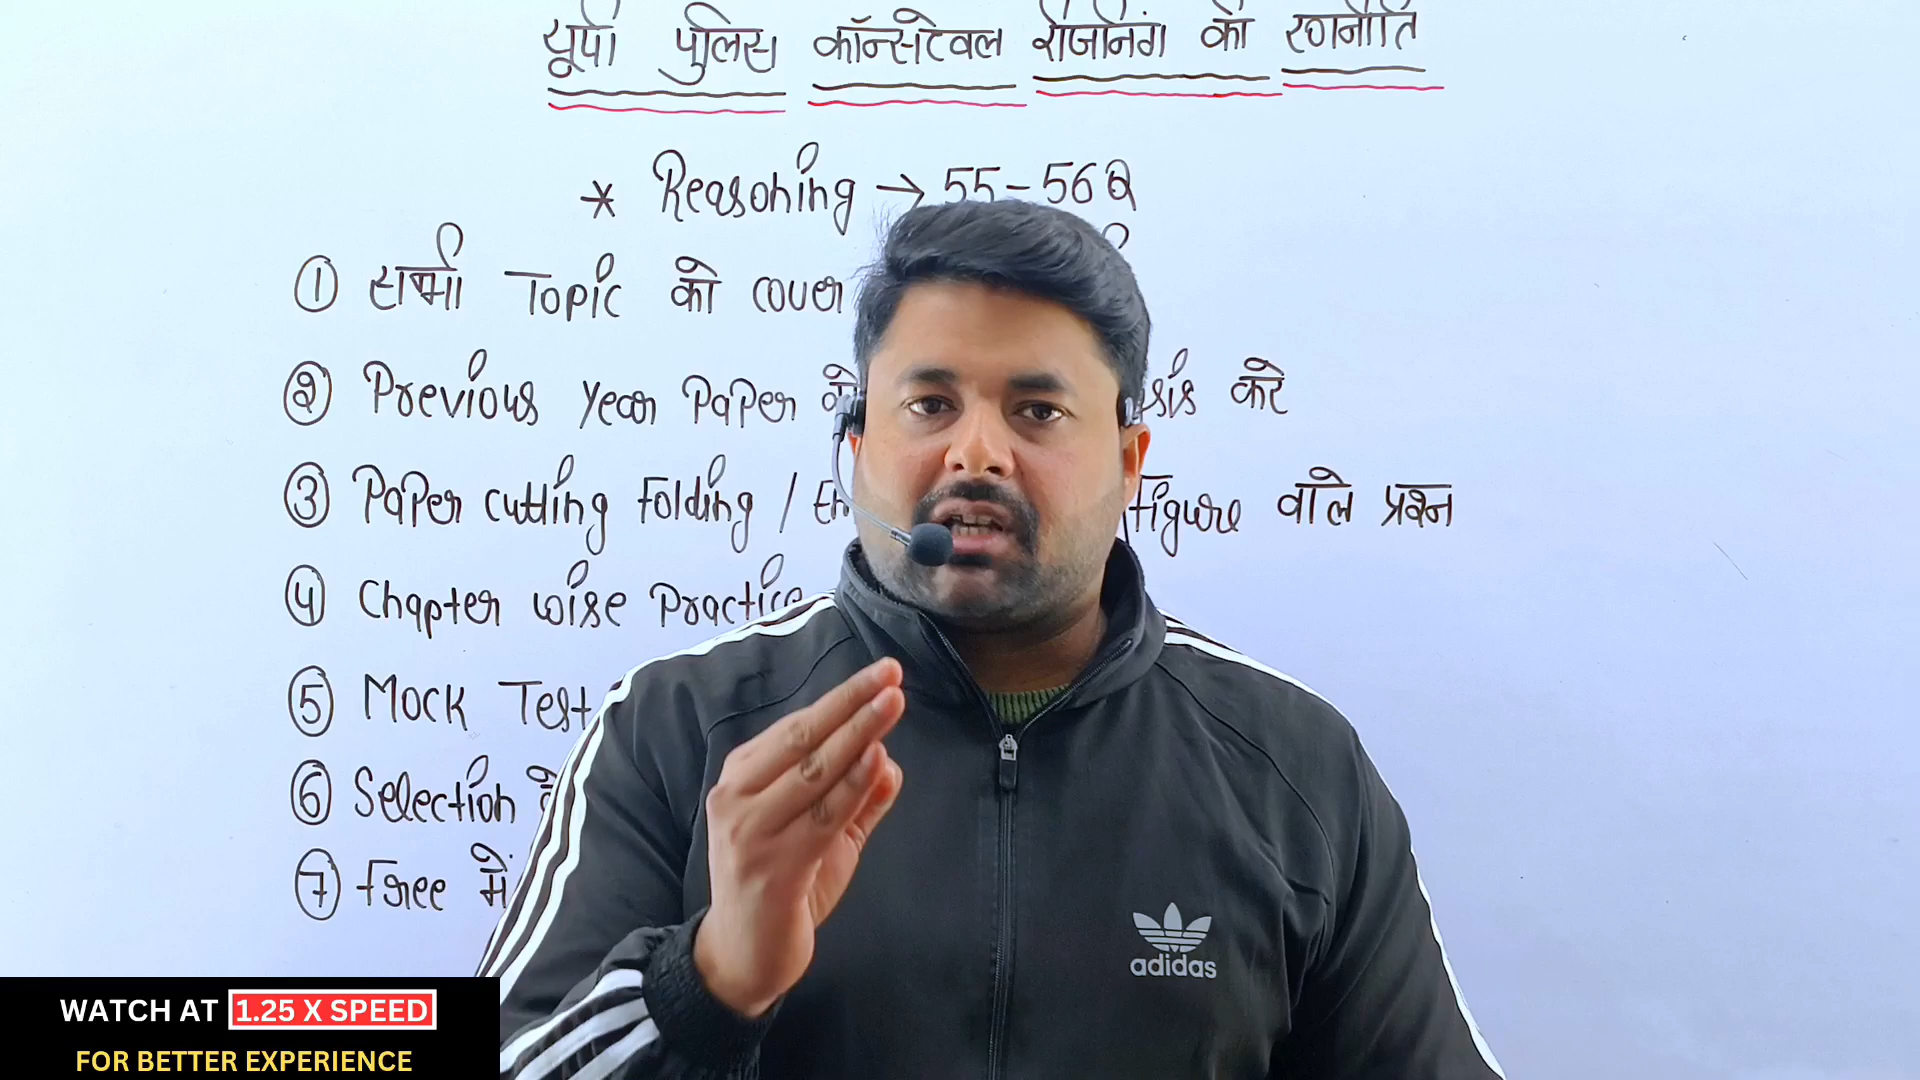 यूपी पुलिस कॉन्सटेबल रीजनिंग की रणनीति
* Reasoning → 55-56Q
① सभी Topic को cover
② Previous Year Paper करे
③ Paper cutting Folding / Figure वाले प्रश्न
④ Chapter wise Practice
⑤ Mock Test
⑥ Selection
⑦ Free में
adidas
WATCH AT 1.25 X SPEED
FOR BETTER EXPERIENCE